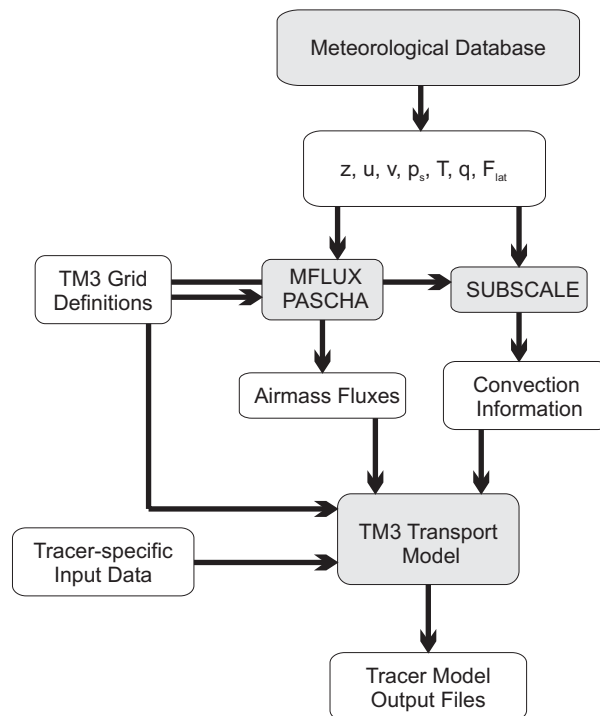 Meteorological Database
z, u, v, pₛ, T, q, Fₗₐₜ
TM3 Grid
Definitions
MFLUX
PASCHA
SUBSCALE
Airmass Fluxes
Convection
Information
TM3 Transport
Model
Tracer-specific
Input Data
Tracer Model
Output Files